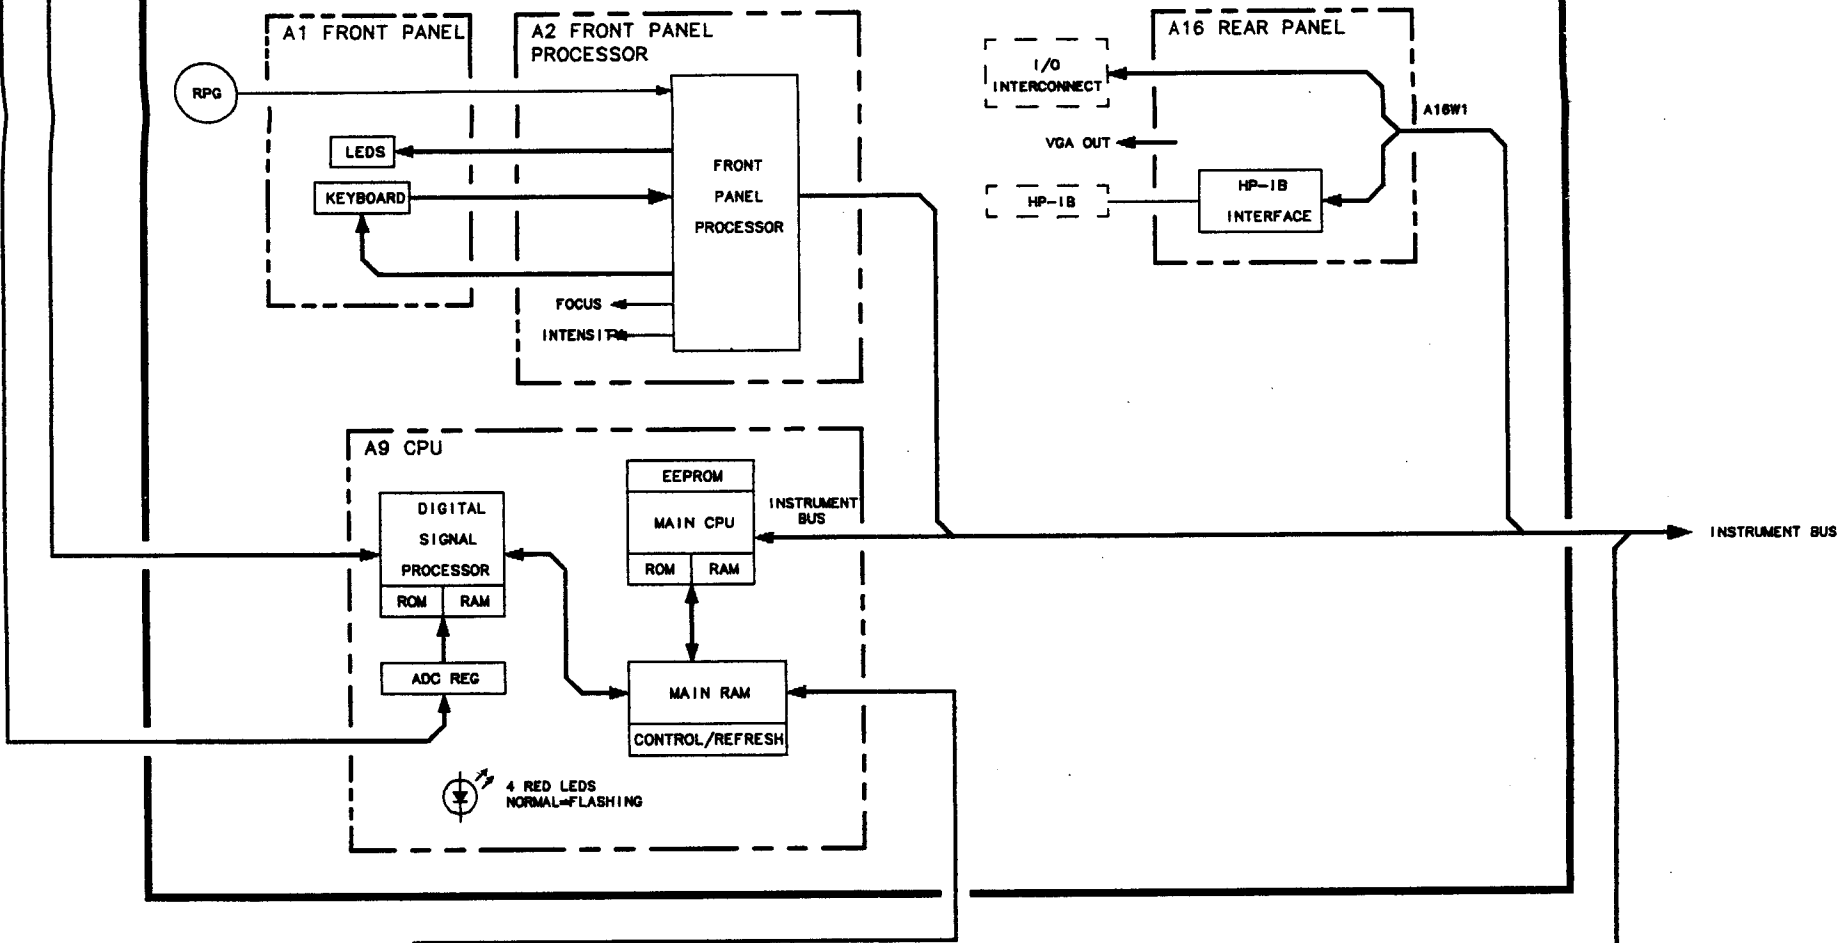 A1 FRONT PANEL
A2 FRONT PANEL
PROCESSOR
A16 REAR PANEL
RPG
LEDS
KEYBOARD
FRONT
PANEL
PROCESSOR
FOCUS
INTENSITY
I/O
INTERCONNECT
A16W1
VGA OUT
HP-IB
HP-IB
INTERFACE
A9 CPU
DIGITAL
SIGNAL
PROCESSOR
ROM RAM
ADC REG
EEPROM
MAIN CPU
ROM RAM
INSTRUMENT
BUS
INSTRUMENT BUS
MAIN RAM
CONTROL/REFRESH
4 RED LEDS
NORMAL=FLASHING